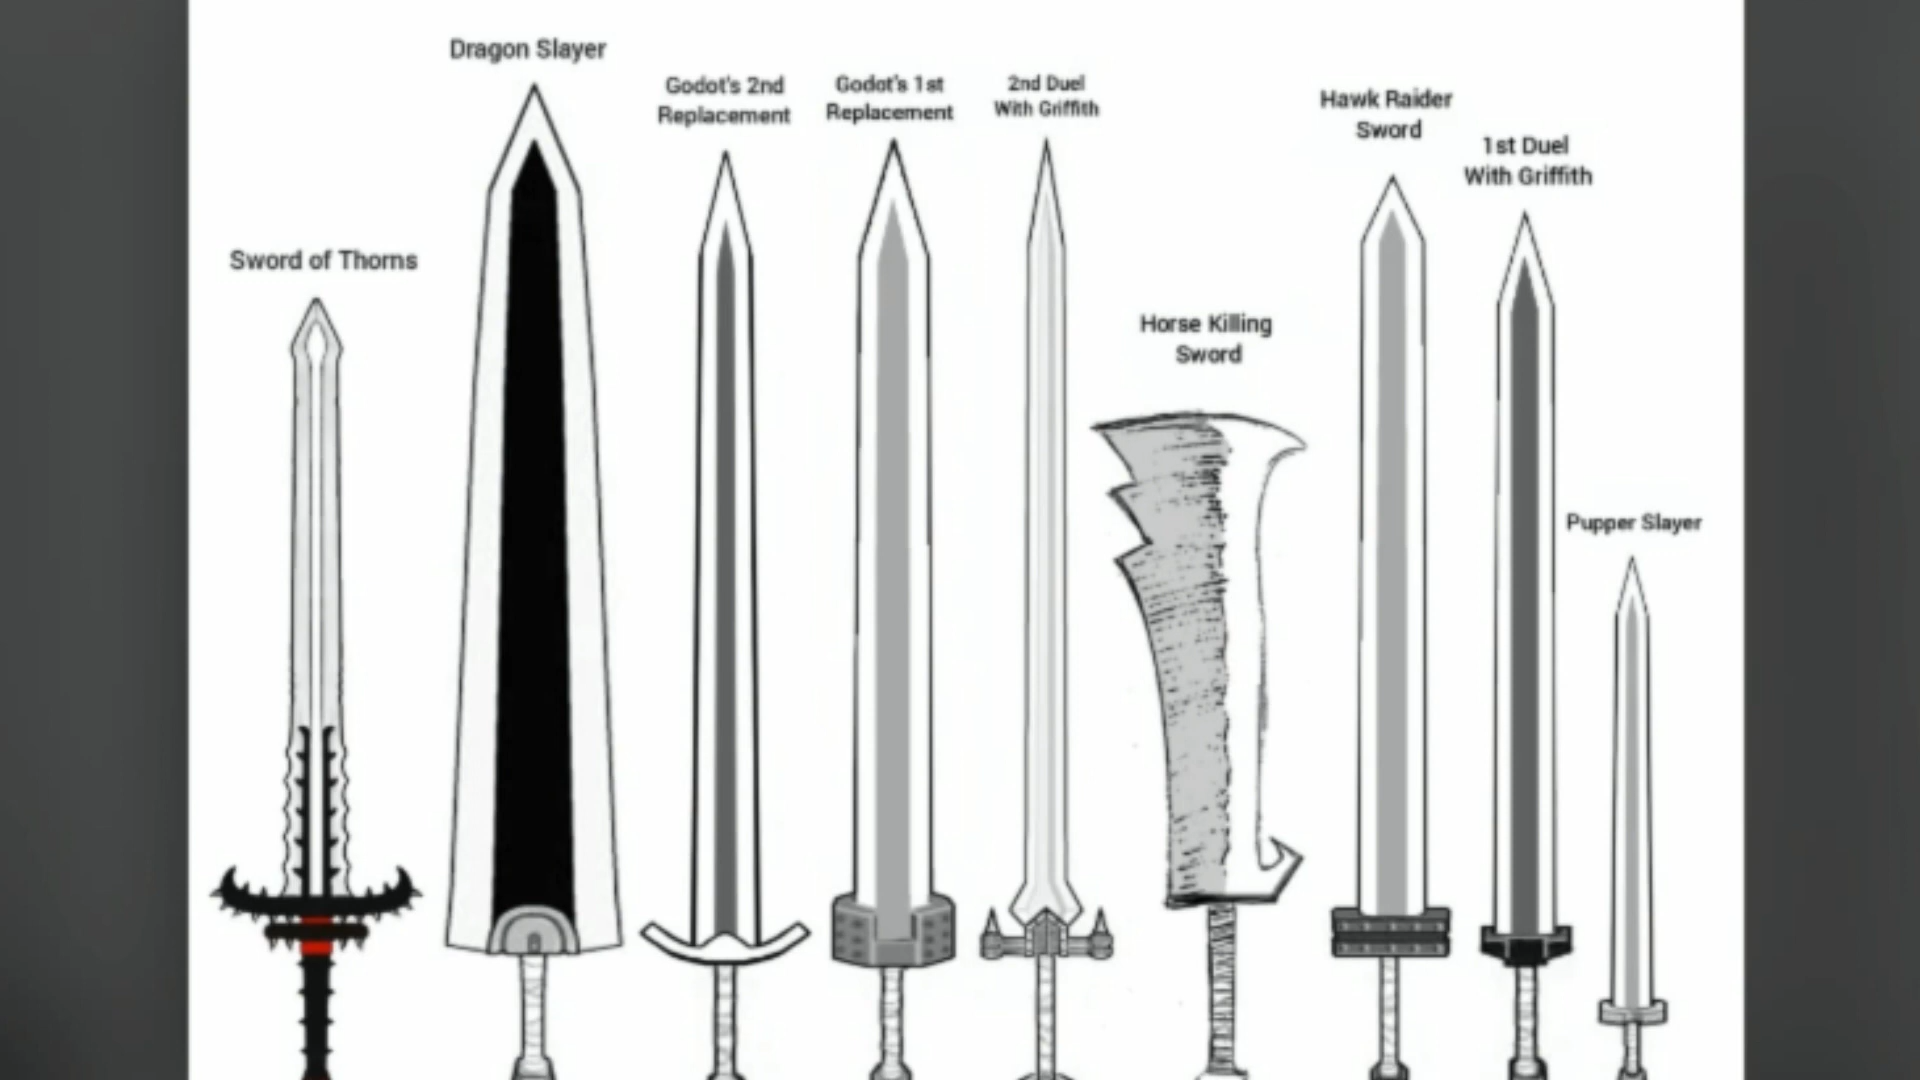 Dragon Slayer
Godot's 2nd
Replacement
Godot's 1st
Replacement
2nd Duel
With Griffith
Hawk Raider
Sword
1st Duel
With Griffith
Sword of Thorns
Horse Killing
Sword
Pupper Slayer